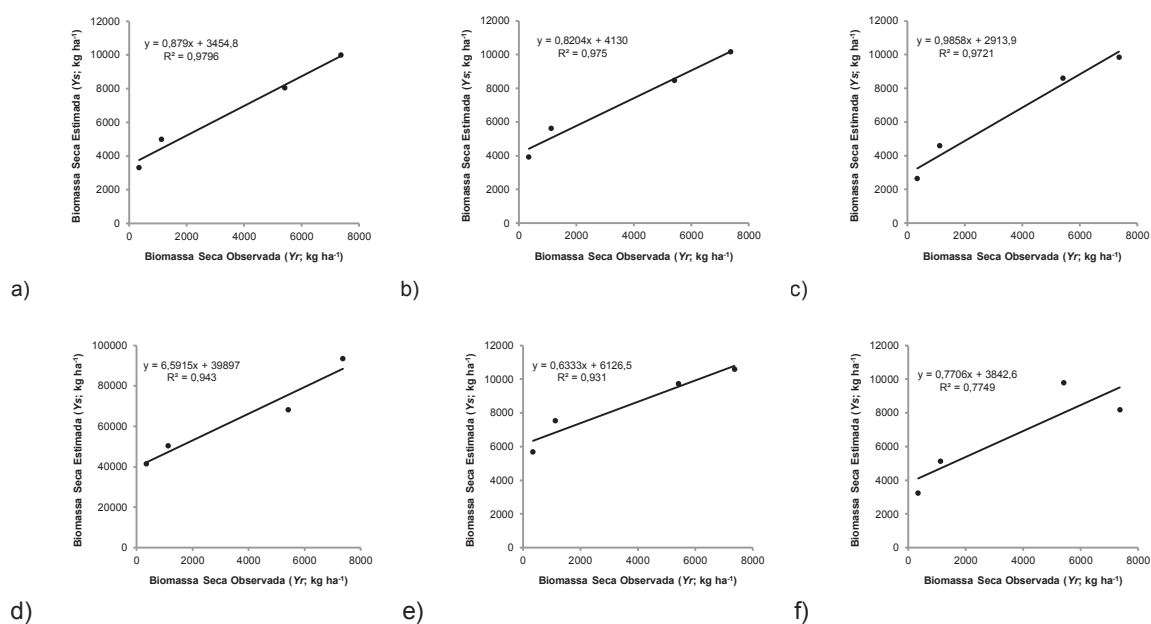 12000
10000
8000
6000
4000
2000
0
Biomassa Seca Estimada (Ys; kg ha⁻¹)
y = 0,879x + 3454,8
R² = 0,9796
0 2000 4000 6000 8000
Biomassa Seca Observada (Yr; kg ha⁻¹)
a)
12000
10000
8000
6000
4000
2000
0
Biomassa Seca Estimada (Ys; kg ha⁻¹)
y = 0,8204x + 4130
R² = 0,975
0 2000 4000 6000 8000
Biomassa Seca Observada (Yr; kg ha⁻¹)
b)
12000
10000
8000
6000
4000
2000
0
Biomassa Seca Estimada (Ys; kg ha⁻¹)
y = 0,9858x + 2913,9
R² = 0,9721
0 2000 4000 6000 8000
Biomassa Seca Observada (Yr; kg ha⁻¹)
c)
100000
80000
60000
40000
20000
0
Biomassa Seca Estimada (Ys; kg ha⁻¹)
y = 6,5915x + 39897
R² = 0,943
0 2000 4000 6000 8000
Biomassa Seca Observada (Yr; kg ha⁻¹)
d)
12000
10000
8000
6000
4000
2000
0
Biomassa Seca Estimada (Ys; kg ha⁻¹)
y = 0,6333x + 6126,5
R² = 0,931
0 2000 4000 6000 8000
Biomassa Seca Observada (Yr; kg ha⁻¹)
e)
12000
10000
8000
6000
4000
2000
0
Biomassa Seca Estimada (Ys; kg ha⁻¹)
y = 0,7706x + 3842,6
R² = 0,7749
0 2000 4000 6000 8000
Biomassa Seca Observada (Yr; kg ha⁻¹)
f)